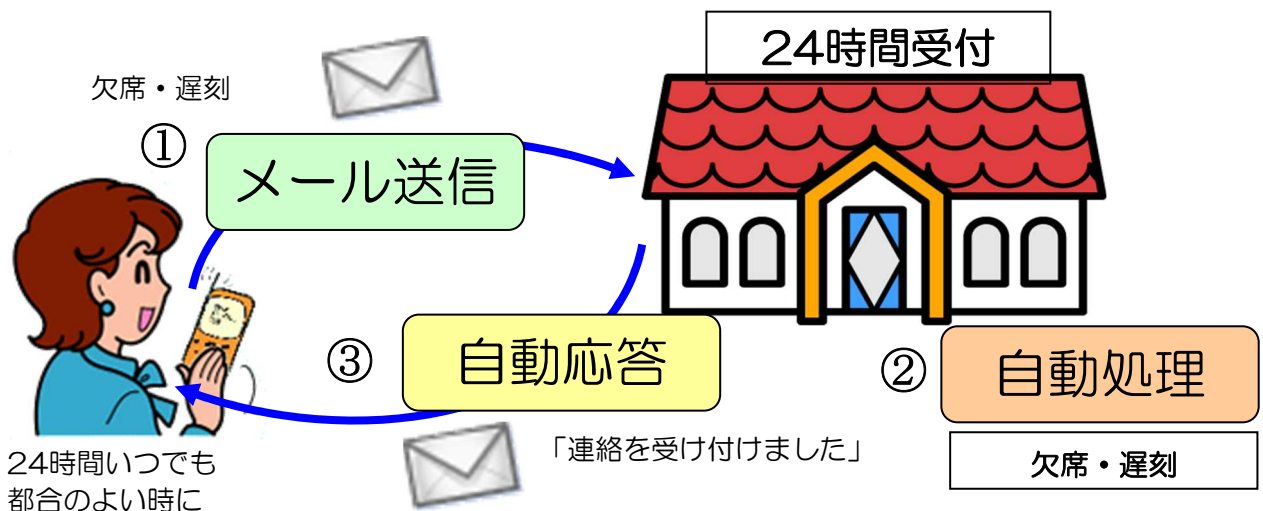 24時間受付
欠席・遅刻
①
メール送信
③
自動応答
②
自動処理
「連絡を受け付けました」
欠席・遅刻
24時間いつでも
都合のよい時に